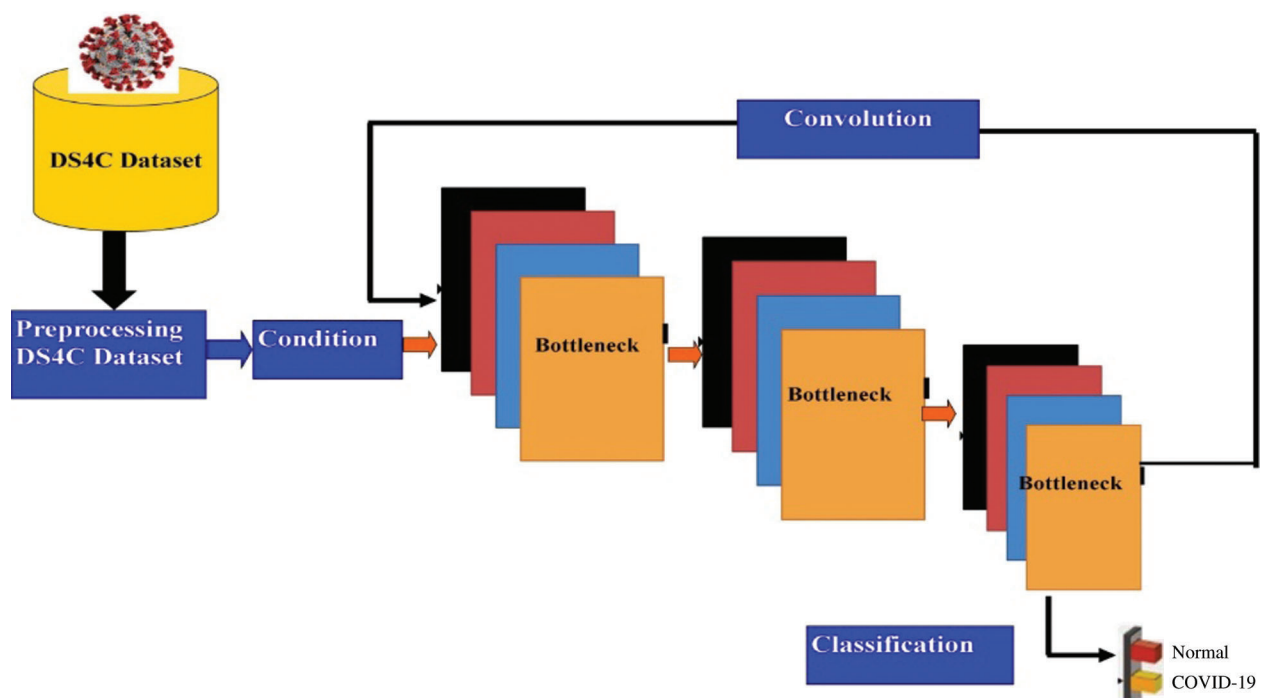 DS4C Dataset
Convolution
Preprocessing
DS4C Dataset
Condition
Bottleneck
Bottleneck
Bottleneck
Classification
Normal
COVID-19